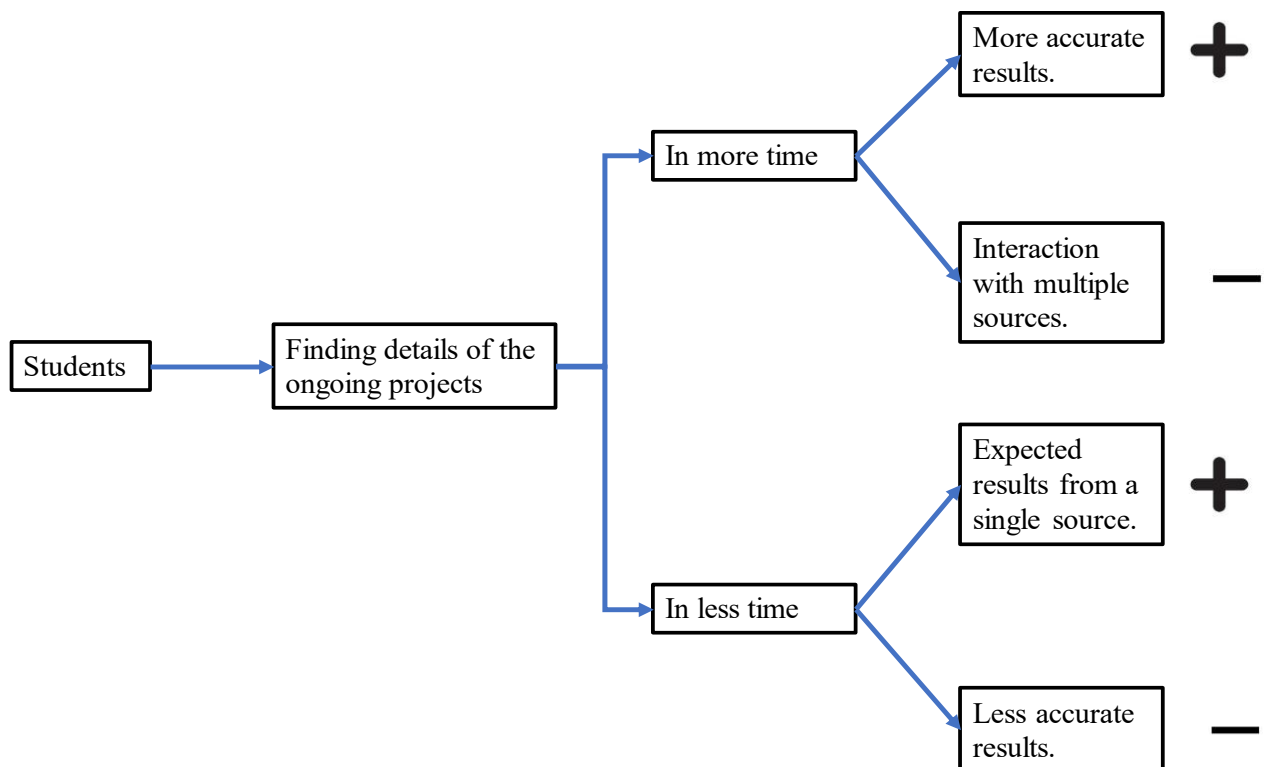 More accurate
results.
In more time
Interaction
with multiple
sources.
Students
Finding details of the
ongoing projects
Expected
results from a
single source.
In less time
Less accurate
results.